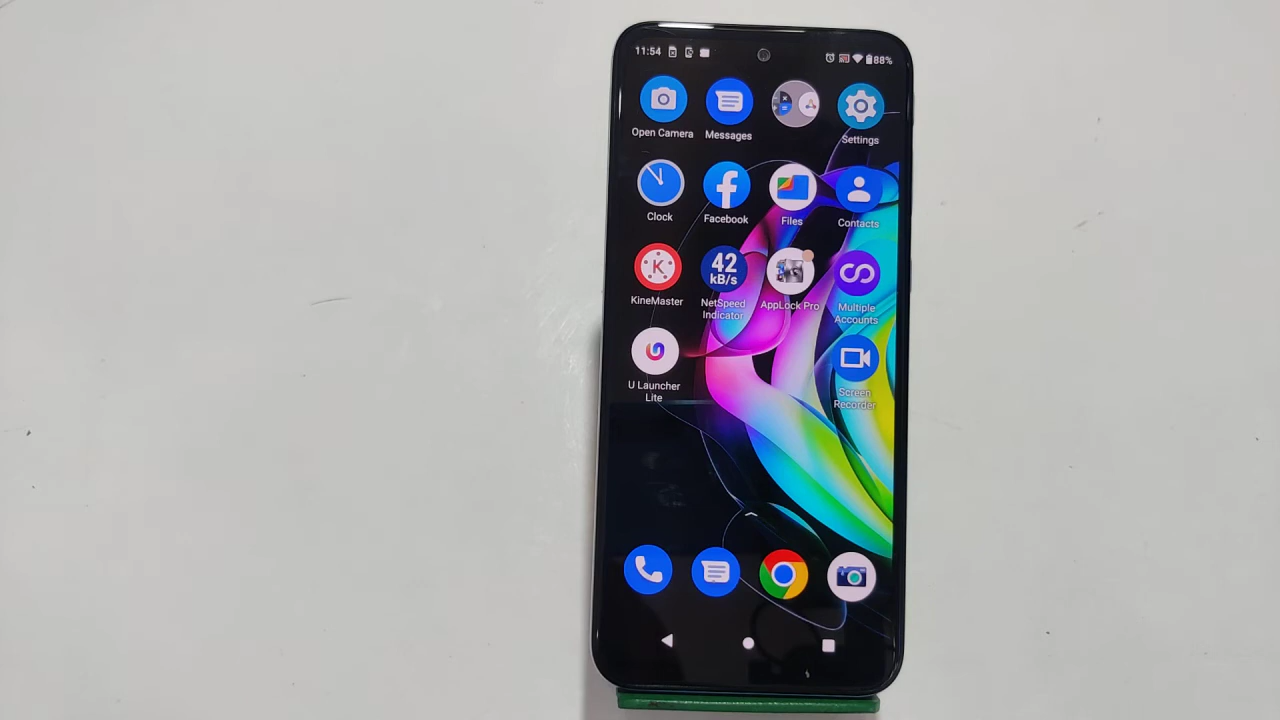 11:54
88%
Open Camera
Messages
Settings
Clock
Facebook
Files
Contacts
KineMaster
42
kB/s
NetSpeed
Indicator
AppLock Pro
Multiple
Accounts
U Launcher
Lite
Screen
Recorder